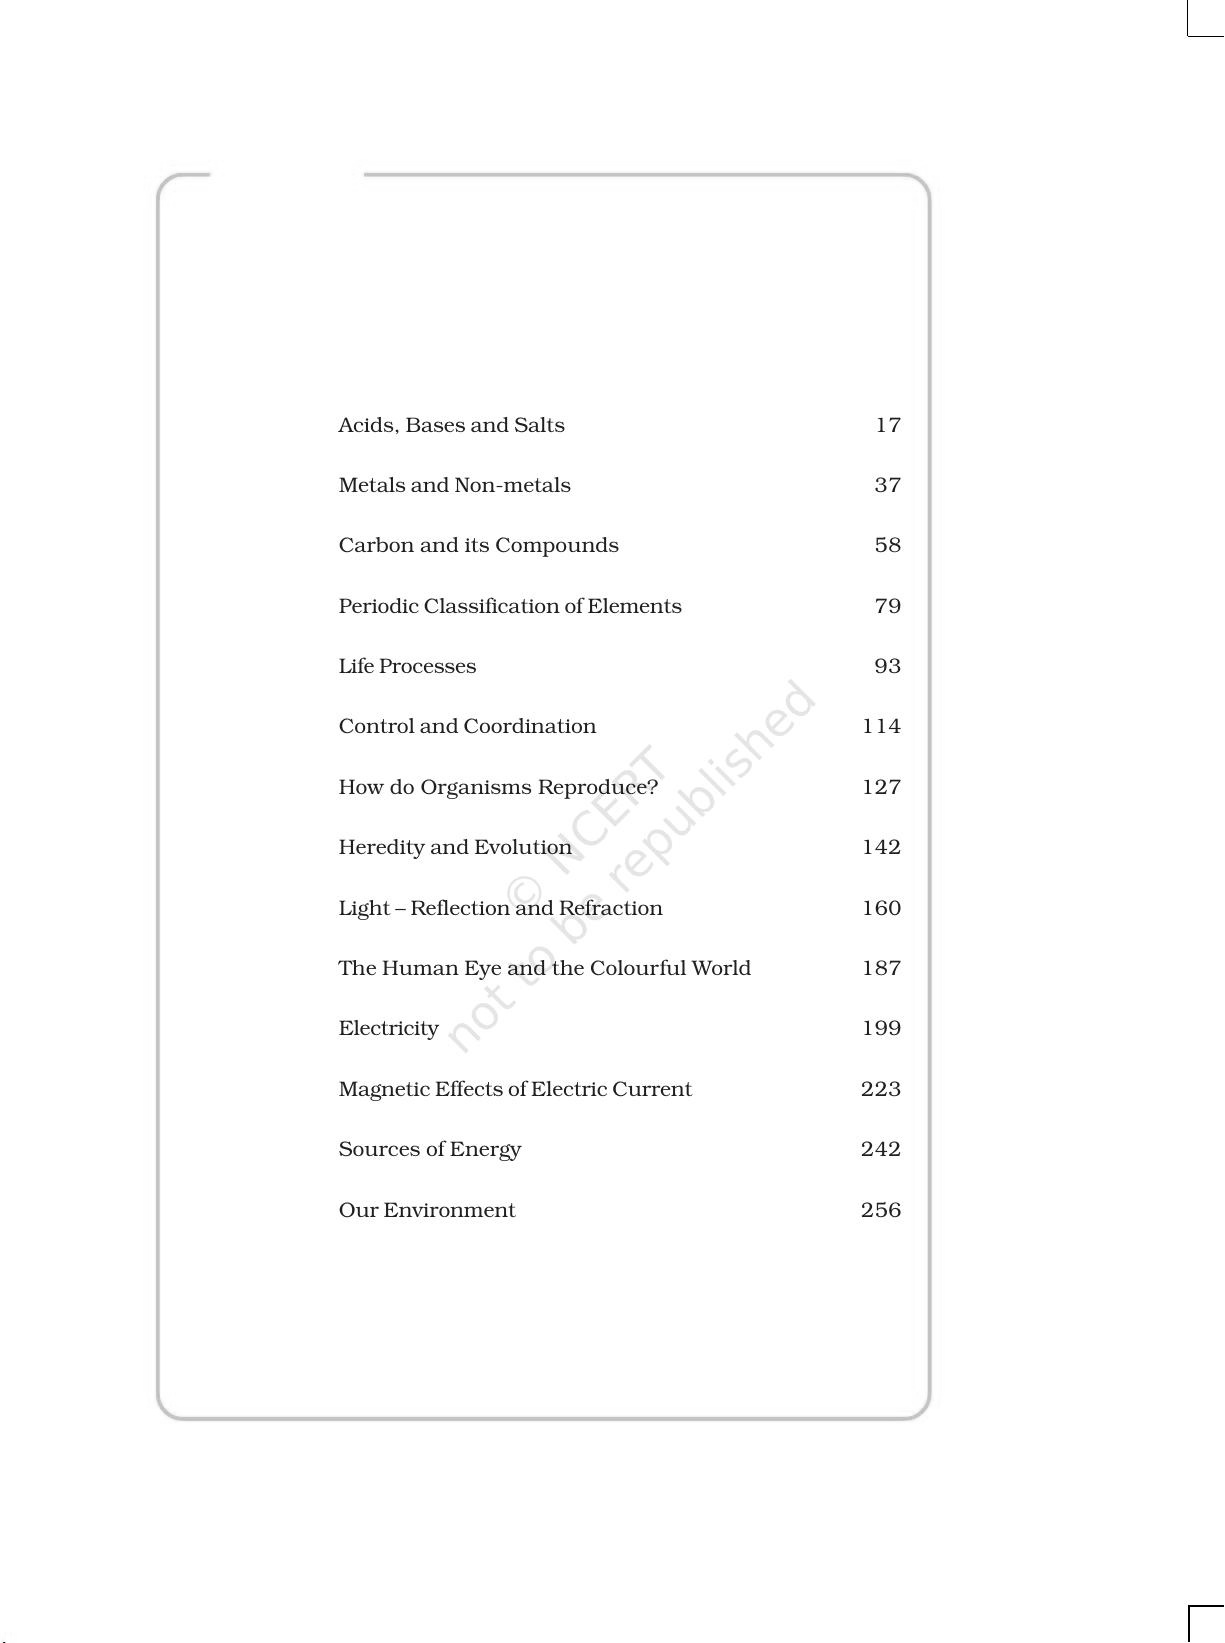 Acids, Bases and Salts 17
Metals and Non-metals 37
Carbon and its Compounds 58
Periodic Classification of Elements 79
Life Processes 93
Control and Coordination 114
How do Organisms Reproduce? 127
Heredity and Evolution 142
Light – Reflection and Refraction 160
The Human Eye and the Colourful World 187
Electricity 199
Magnetic Effects of Electric Current 223
Sources of Energy 242
Our Environment 256
© NCERT
not to be republished